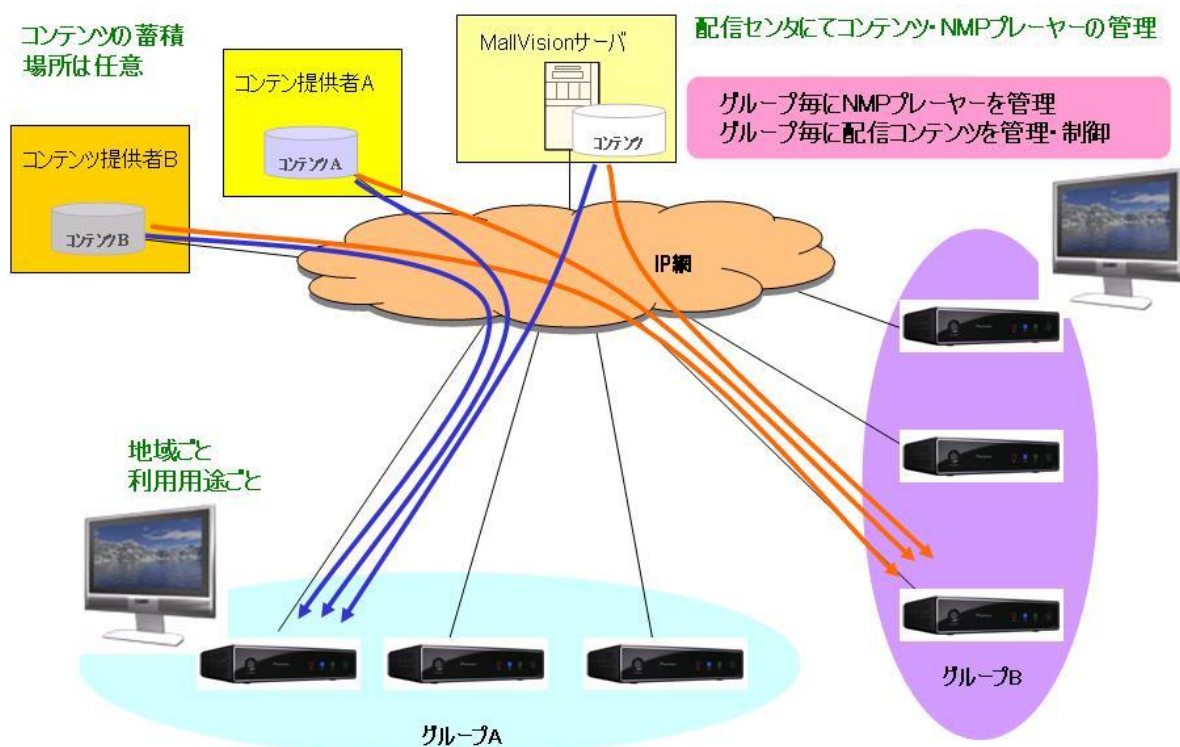 コンテンツの蓄積
場所は任意
コンテン提供者A
コンテンツA
コンテンツ提供者B
コンテンツB
MallVisionサーバ
コンテンツ
配信センタにてコンテンツ・NMPプレーヤーの管理
グループ毎にNMPプレーヤーを管理
グループ毎に配信コンテンツを管理・制御
IP網
地域ごと
利用用途ごと
グループA
グループB